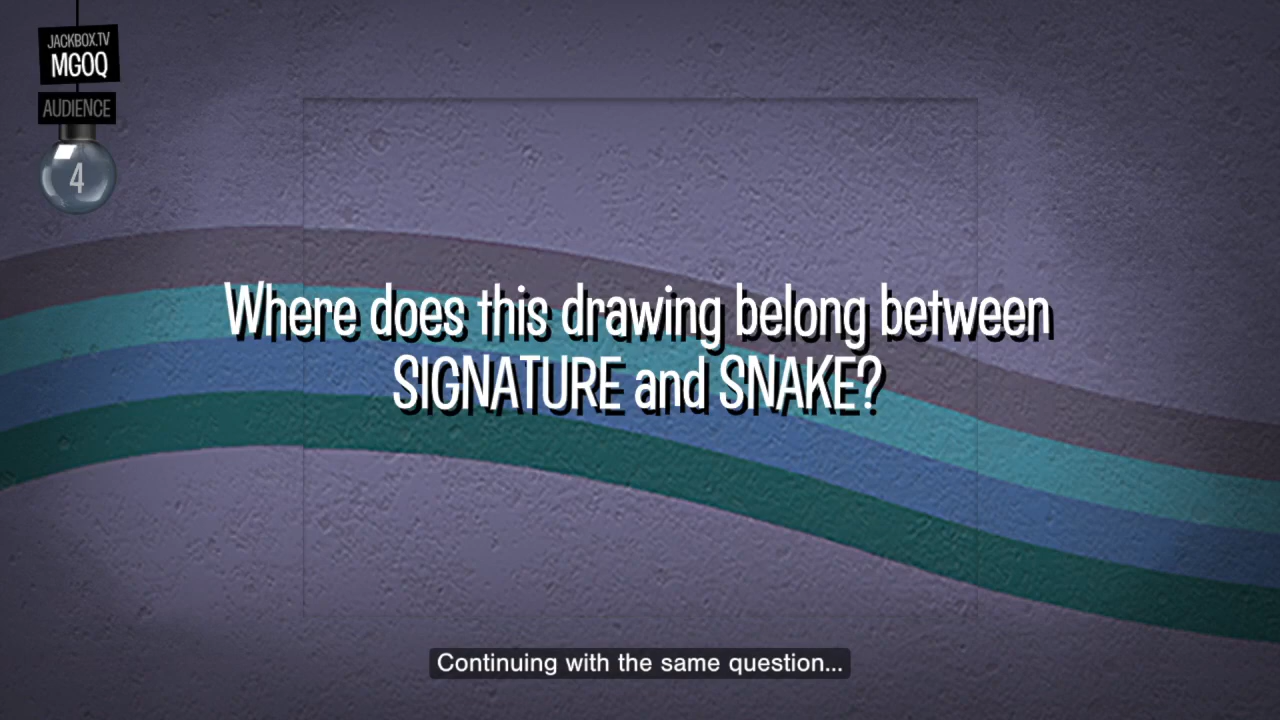 JACKBOX.TV
MGOQ
AUDIENCE
4
Where does this drawing belong between
SIGNATURE and SNAKE?
Continuing with the same question...